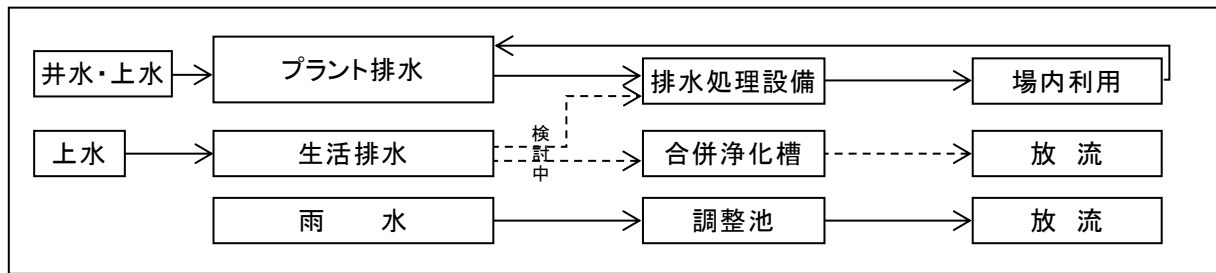 井水・上水
プラント排水
排水処理設備
場内利用
上水
生活排水
検討中
合併浄化槽
放 流
雨 水
調整池
放 流